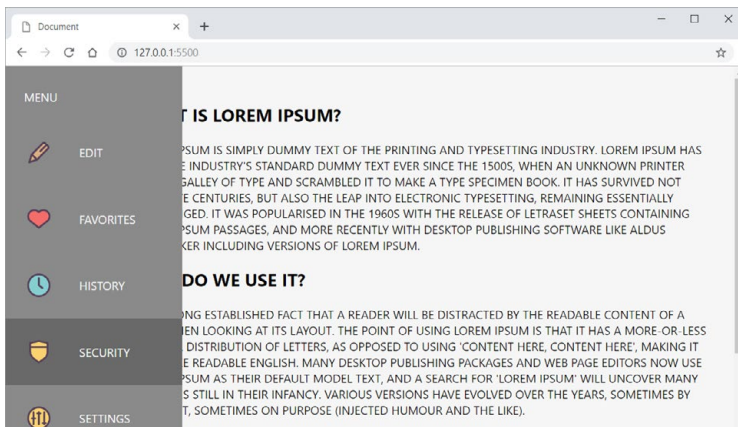 Document
127.0.0.1:5500
MENU
EDIT
FAVORITES
HISTORY
SECURITY
SETTINGS
T IS LOREM IPSUM?
PSUM IS SIMPLY DUMMY TEXT OF THE PRINTING AND TYPESETTING INDUSTRY. LOREM IPSUM HAS
E INDUSTRY'S STANDARD DUMMY TEXT EVER SINCE THE 1500S, WHEN AN UNKNOWN PRINTER
GALLEY OF TYPE AND SCRAMBLED IT TO MAKE A TYPE SPECIMEN BOOK. IT HAS SURVIVED NOT
E CENTURIES, BUT ALSO THE LEAP INTO ELECTRONIC TYPESETTING, REMAINING ESSENTIALLY
GED. IT WAS POPULARISED IN THE 1960S WITH THE RELEASE OF LETRASET SHEETS CONTAINING
PSUM PASSAGES, AND MORE RECENTLY WITH DESKTOP PUBLISHING SOFTWARE LIKE ALDUS
KER INCLUDING VERSIONS OF LOREM IPSUM.
DO WE USE IT?
ONG ESTABLISHED FACT THAT A READER WILL BE DISTRACTED BY THE READABLE CONTENT OF A
HEN LOOKING AT ITS LAYOUT. THE POINT OF USING LOREM IPSUM IS THAT IT HAS A MORE-OR-LESS
DISTRIBUTION OF LETTERS, AS OPPOSED TO USING 'CONTENT HERE, CONTENT HERE', MAKING IT
E READABLE ENGLISH. MANY DESKTOP PUBLISHING PACKAGES AND WEB PAGE EDITORS NOW USE
PSUM AS THEIR DEFAULT MODEL TEXT, AND A SEARCH FOR 'LOREM IPSUM' WILL UNCOVER MANY
S STILL IN THEIR INFANCY. VARIOUS VERSIONS HAVE EVOLVED OVER THE YEARS, SOMETIMES BY
T, SOMETIMES ON PURPOSE (INJECTED HUMOUR AND THE LIKE).